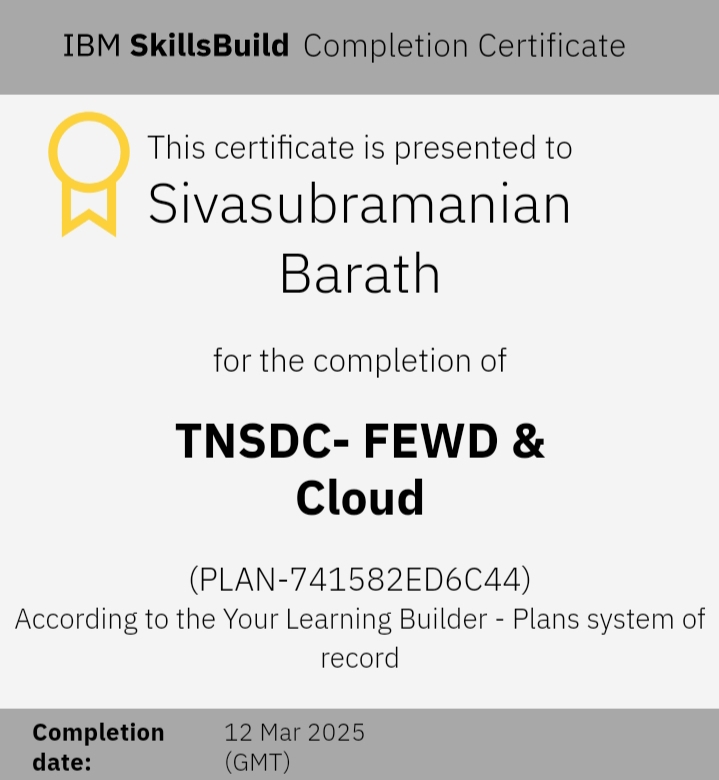 IBM SkillsBuild Completion Certificate
This certificate is presented to
Sivasubramanian
Barath
for the completion of
TNSDC- FEWD &
Cloud
(PLAN-741582ED6C44)
According to the Your Learning Builder - Plans system of
record
Completion 12 Mar 2025
date: (GMT)